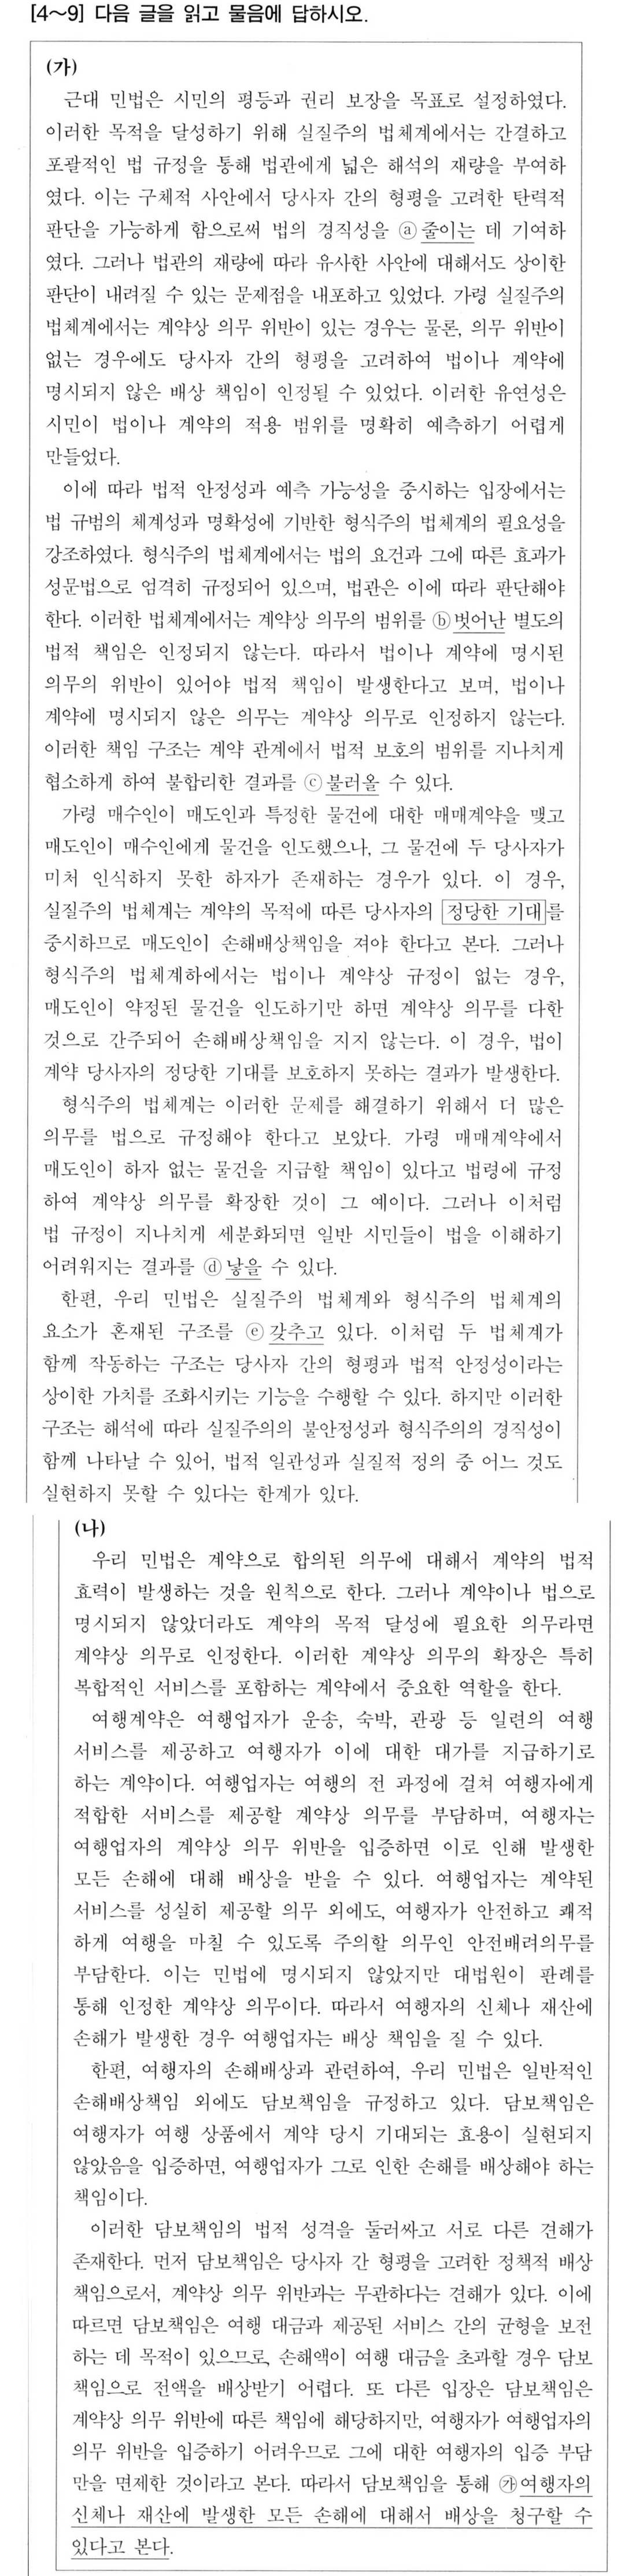 [4～9] 다음 글을 읽고 물음에 답하시오.
(가)
근대 민법은 시민의 평등과 권리 보장을 목표로 설정하였다.
이러한 목적을 달성하기 위해 실질주의 법체계에서는 간결하고
포괄적인 법 규정을 통해 법관에게 넓은 해석의 재량을 부여하
였다. 이는 구체적 사안에서 당사자 간의 형평을 고려한 탄력적
판단을 가능하게 함으로써 법의 경직성을 ⓐ줄이는 데 기여하
였다. 그러나 법관의 재량에 따라 유사한 사안에 대해서도 상이한
판단이 내려질 수 있는 문제점을 내포하고 있었다. 가령 실질주의
법체계에서는 계약상 의무 위반이 있는 경우는 물론, 의무 위반이
없는 경우에도 당사자 간의 형평을 고려하여 법이나 계약에
명시되지 않은 배상 책임이 인정될 수 있었다. 이러한 유연성은
시민이 법이나 계약의 적용 범위를 명확히 예측하기 어렵게
만들었다.
이에 따라 법적 안정성과 예측 가능성을 중시하는 입장에서는
법 규범의 체계성과 명확성에 기반한 형식주의 법체계의 필요성을
강조하였다. 형식주의 법체계에서는 법의 요건과 그에 따른 효과가
성문법으로 엄격히 규정되어 있으며, 법관은 이에 따라 판단해야
한다. 이러한 법체계에서는 계약상 의무의 범위를 ⓑ벗어난 별도의
법적 책임은 인정되지 않는다. 따라서 법이나 계약에 명시된
의무의 위반이 있어야 법적 책임이 발생한다고 보며, 법이나
계약에 명시되지 않은 의무는 계약상 의무로 인정하지 않는다.
이러한 책임 구조는 계약 관계에서 법적 보호의 범위를 지나치게
협소하게 하여 불합리한 결과를 ⓒ불러올 수 있다.
가령 매수인이 매도인과 특정한 물건에 대한 매매계약을 맺고
매도인이 매수인에게 물건을 인도했으나, 그 물건에 두 당사자가
미처 인식하지 못한 하자가 존재하는 경우가 있다. 이 경우,
실질주의 법체계는 계약의 목적에 따른 당사자의 정당한 기대를
중시하므로 매도인이 손해배상책임을 져야 한다고 본다. 그러나
형식주의 법체계하에서는 법이나 계약상 규정이 없는 경우,
매도인이 약정된 물건을 인도하기만 하면 계약상 의무를 다한
것으로 간주되어 손해배상책임을 지지 않는다. 이 경우, 법이
계약 당사자의 정당한 기대를 보호하지 못하는 결과가 발생한다.
형식주의 법체계는 이러한 문제를 해결하기 위해서 더 많은
의무를 법으로 규정해야 한다고 보았다. 가령 매매계약에서
매도인이 하자 없는 물건을 지급할 책임이 있다고 법령에 규정
하여 계약상 의무를 확장한 것이 그 예이다. 그러나 이처럼
법 규정이 지나치게 세분화되면 일반 시민들이 법을 이해하기
어려워지는 결과를 ⓓ낳을 수 있다.
한편, 우리 민법은 실질주의 법체계와 형식주의 법체계의
요소가 혼재된 구조를 ⓔ갖추고 있다. 이처럼 두 법체계가
함께 작동하는 구조는 당사자 간의 형평과 법적 안정성이라는
상이한 가치를 조화시키는 기능을 수행할 수 있다. 하지만 이러한
구조는 해석에 따라 실질주의의 불안정성과 형식주의의 경직성이
함께 나타날 수 있어, 법적 일관성과 실질적 정의 중 어느 것도
실현하지 못할 수 있다는 한계가 있다.
(나)
우리 민법은 계약으로 합의된 의무에 대해서 계약의 법적
효력이 발생하는 것을 원칙으로 한다. 그러나 계약이나 법으로
명시되지 않았더라도 계약의 목적 달성에 필요한 의무라면
계약상 의무로 인정한다. 이러한 계약상 의무의 확장은 특히
복합적인 서비스를 포함하는 계약에서 중요한 역할을 한다.
여행계약은 여행업자가 운송, 숙박, 관광 등 일련의 여행
서비스를 제공하고 여행자가 이에 대한 대가를 지급하기로
하는 계약이다. 여행업자는 여행의 전 과정에 걸쳐 여행자에게
적합한 서비스를 제공할 계약상 의무를 부담하며, 여행자는
여행업자의 계약상 의무 위반을 입증하면 이로 인해 발생한
모든 손해에 대해 배상을 받을 수 있다. 여행업자는 계약된
서비스를 성실히 제공할 의무 외에도, 여행자가 안전하고 쾌적
하게 여행을 마칠 수 있도록 주의할 의무인 안전배려의무를
부담한다. 이는 민법에 명시되지 않았지만 대법원이 판례를
통해 인정한 계약상 의무이다. 따라서 여행자의 신체나 재산에
손해가 발생한 경우 여행업자는 배상 책임을 질 수 있다.
한편, 여행자의 손해배상과 관련하여, 우리 민법은 일반적인
손해배상책임 외에도 담보책임을 규정하고 있다. 담보책임은
여행자가 여행 상품에서 계약 당시 기대되는 효용이 실현되지
않았음을 입증하면, 여행업자가 그로 인한 손해를 배상해야 하는
책임이다.
이러한 담보책임의 법적 성격을 둘러싸고 서로 다른 견해가
존재한다. 먼저 담보책임은 당사자 간 형평을 고려한 정책적 배상
책임으로서, 계약상 의무 위반과는 무관하다는 견해가 있다. 이에
따르면 담보책임은 여행 대금과 제공된 서비스 간의 균형을 보전
하는 데 목적이 있으므로, 손해액이 여행 대금을 초과할 경우 담보
책임으로 전액을 배상받기 어렵다. 또 다른 입장은 담보책임은
계약상 의무 위반에 따른 책임에 해당하지만, 여행자가 여행업자의
의무 위반을 입증하기 어려우므로 그에 대한 여행자의 입증 부담
만을 면제한 것이라고 본다. 따라서 담보책임을 통해 ㉮여행자의
신체나 재산에 발생한 모든 손해에 대해서 배상을 청구할 수
있다고 본다.